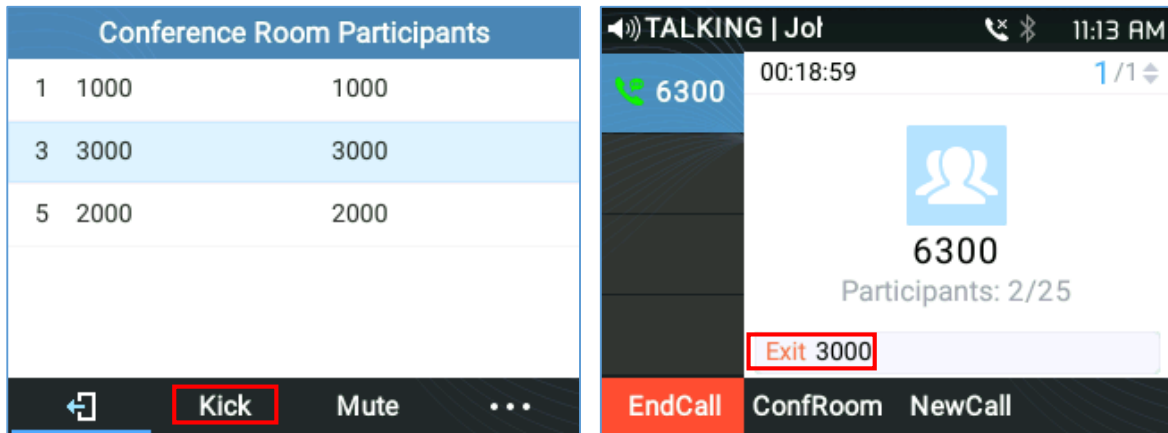 Conference Room Participants
1 1000 1000
3 3000 3000
5 2000 2000
Kick Mute
TALKING | Joh 11:13 AM
6300
00:18:59 1/1
6300
Participants: 2/25
Exit 3000
EndCall ConfRoom NewCall